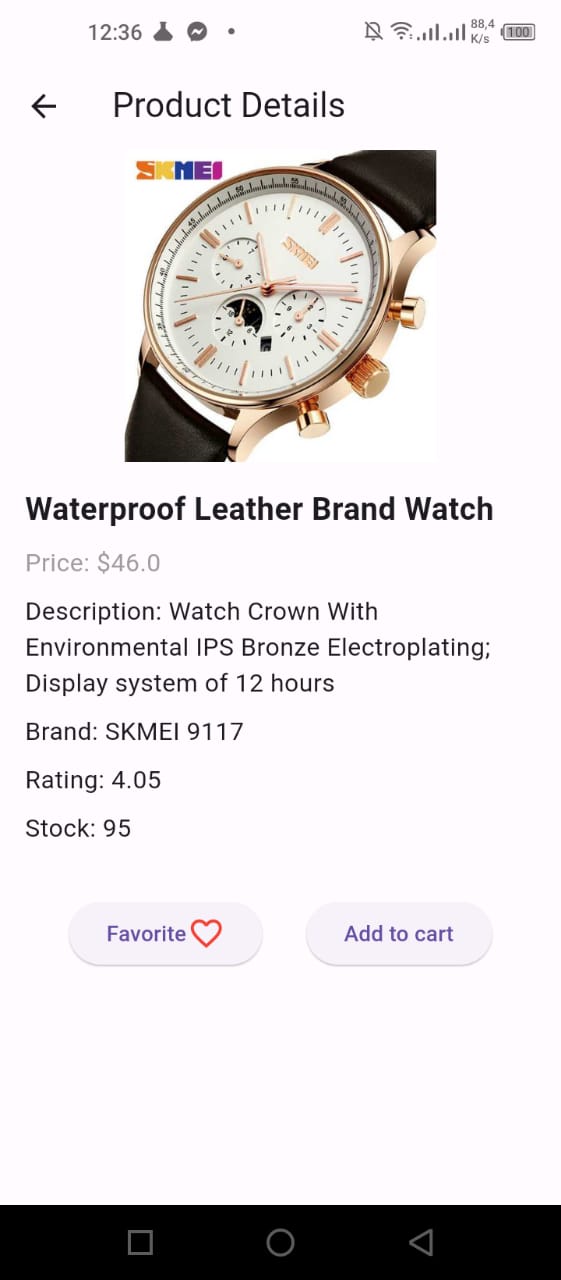 12:36
88,4
K/s
100
Product Details
SKMEI
SKMEI
Waterproof Leather Brand Watch
Price: $46.0
Description: Watch Crown With
Environmental IPS Bronze Electroplating;
Display system of 12 hours
Brand: SKMEI 9117
Rating: 4.05
Stock: 95
Favorite
Add to cart